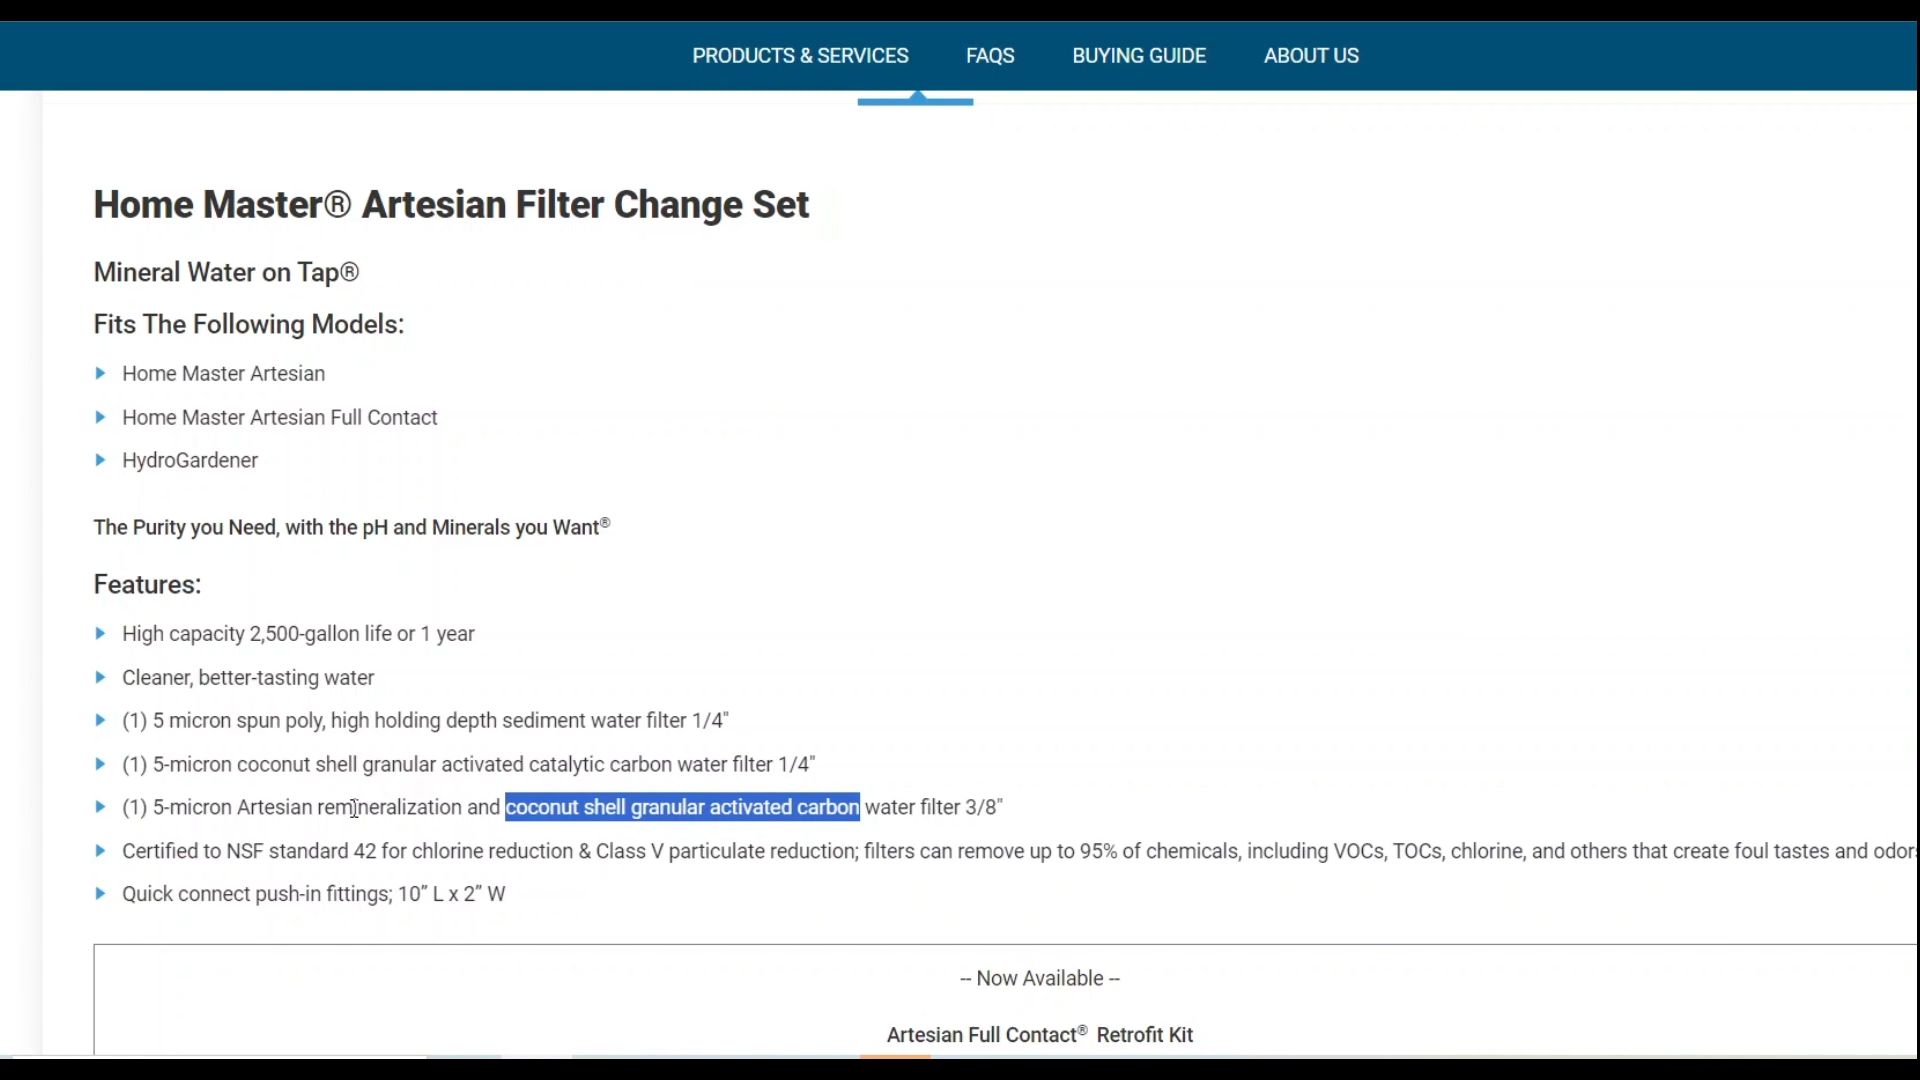 PRODUCTS & SERVICES FAQS BUYING GUIDE ABOUT US
Home Master® Artesian Filter Change Set
Mineral Water on Tap®
Fits The Following Models:
Home Master Artesian
Home Master Artesian Full Contact
HydroGardener
The Purity you Need, with the pH and Minerals you Want®
Features:
High capacity 2,500-gallon life or 1 year
Cleaner, better-tasting water
(1) 5 micron spun poly, high holding depth sediment water filter 1/4"
(1) 5-micron coconut shell granular activated catalytic carbon water filter 1/4"
(1) 5-micron Artesian remineralization and coconut shell granular activated carbon water filter 3/8"
Certified to NSF standard 42 for chlorine reduction & Class V particulate reduction; filters can remove up to 95% of chemicals, including VOCs, TOCs, chlorine, and others that create foul tastes and odors
Quick connect push-in fittings; 10” L x 2” W
-- Now Available --
Artesian Full Contact® Retrofit Kit